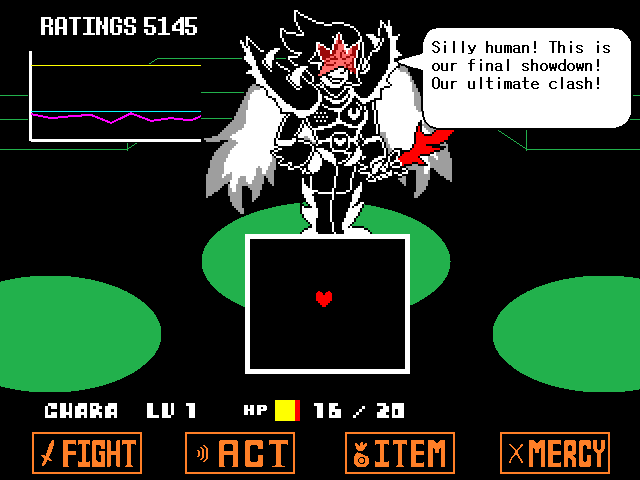 RATINGS 5145
Silly human! This is
our final showdown!
Our ultimate clash!
CHARA LV 1 HP 16 / 20
FIGHT ACT ITEM MERCY